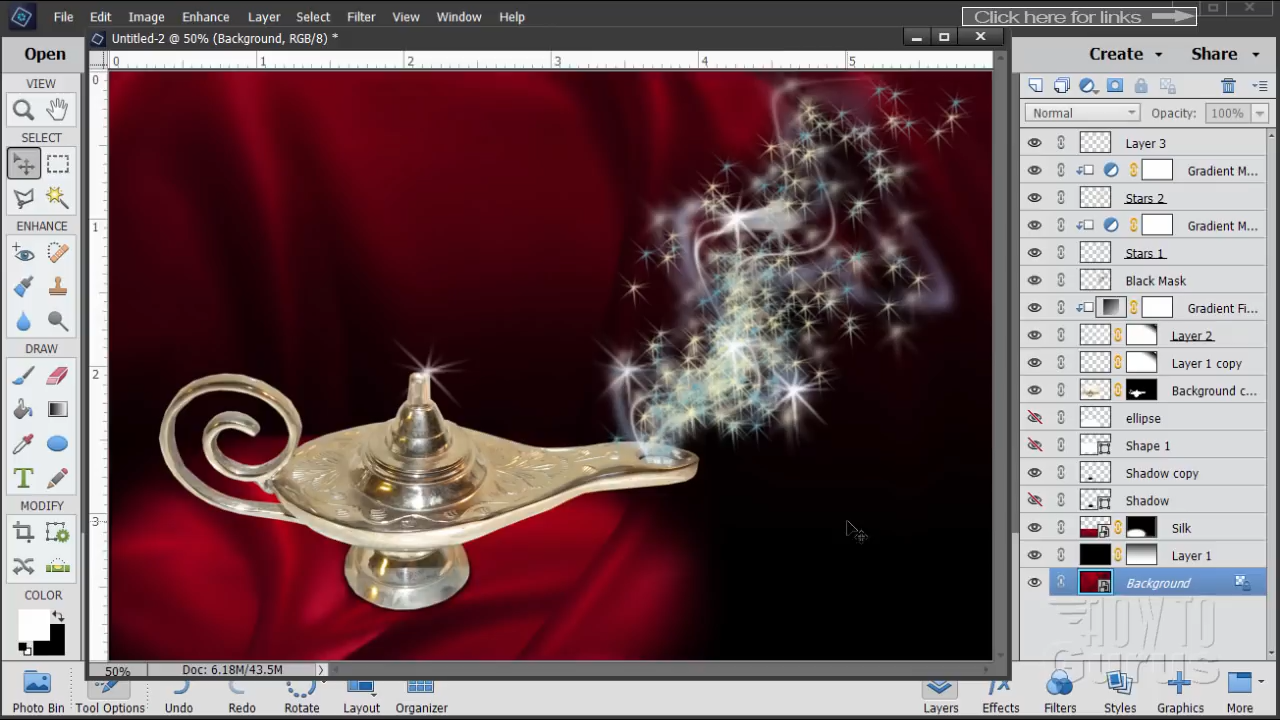 File Edit Image Enhance Layer Select Filter View Window Help
Click here for links
Open
Untitled-2 @ 50% (Background, RGB/8) *
Create Share
VIEW
0 1 2 3 4 5
0
1
2
3
Normal Opacity: 100%
SELECT
ENHANCE
DRAW
T
MODIFY
COLOR
Layer 3
Gradient M...
Stars 2
Gradient M...
Stars 1
Black Mask
Gradient Fi...
Layer 2
Layer 1 copy
Background c...
ellipse
Shape 1
Shadow copy
Shadow
Silk
Layer 1
Background
HOW TO
Gurus
50% Doc: 6.18M/43.5M
Photo Bin Tool Options Undo Redo Rotate Layout Organizer
Layers Effects Filters Styles Graphics More